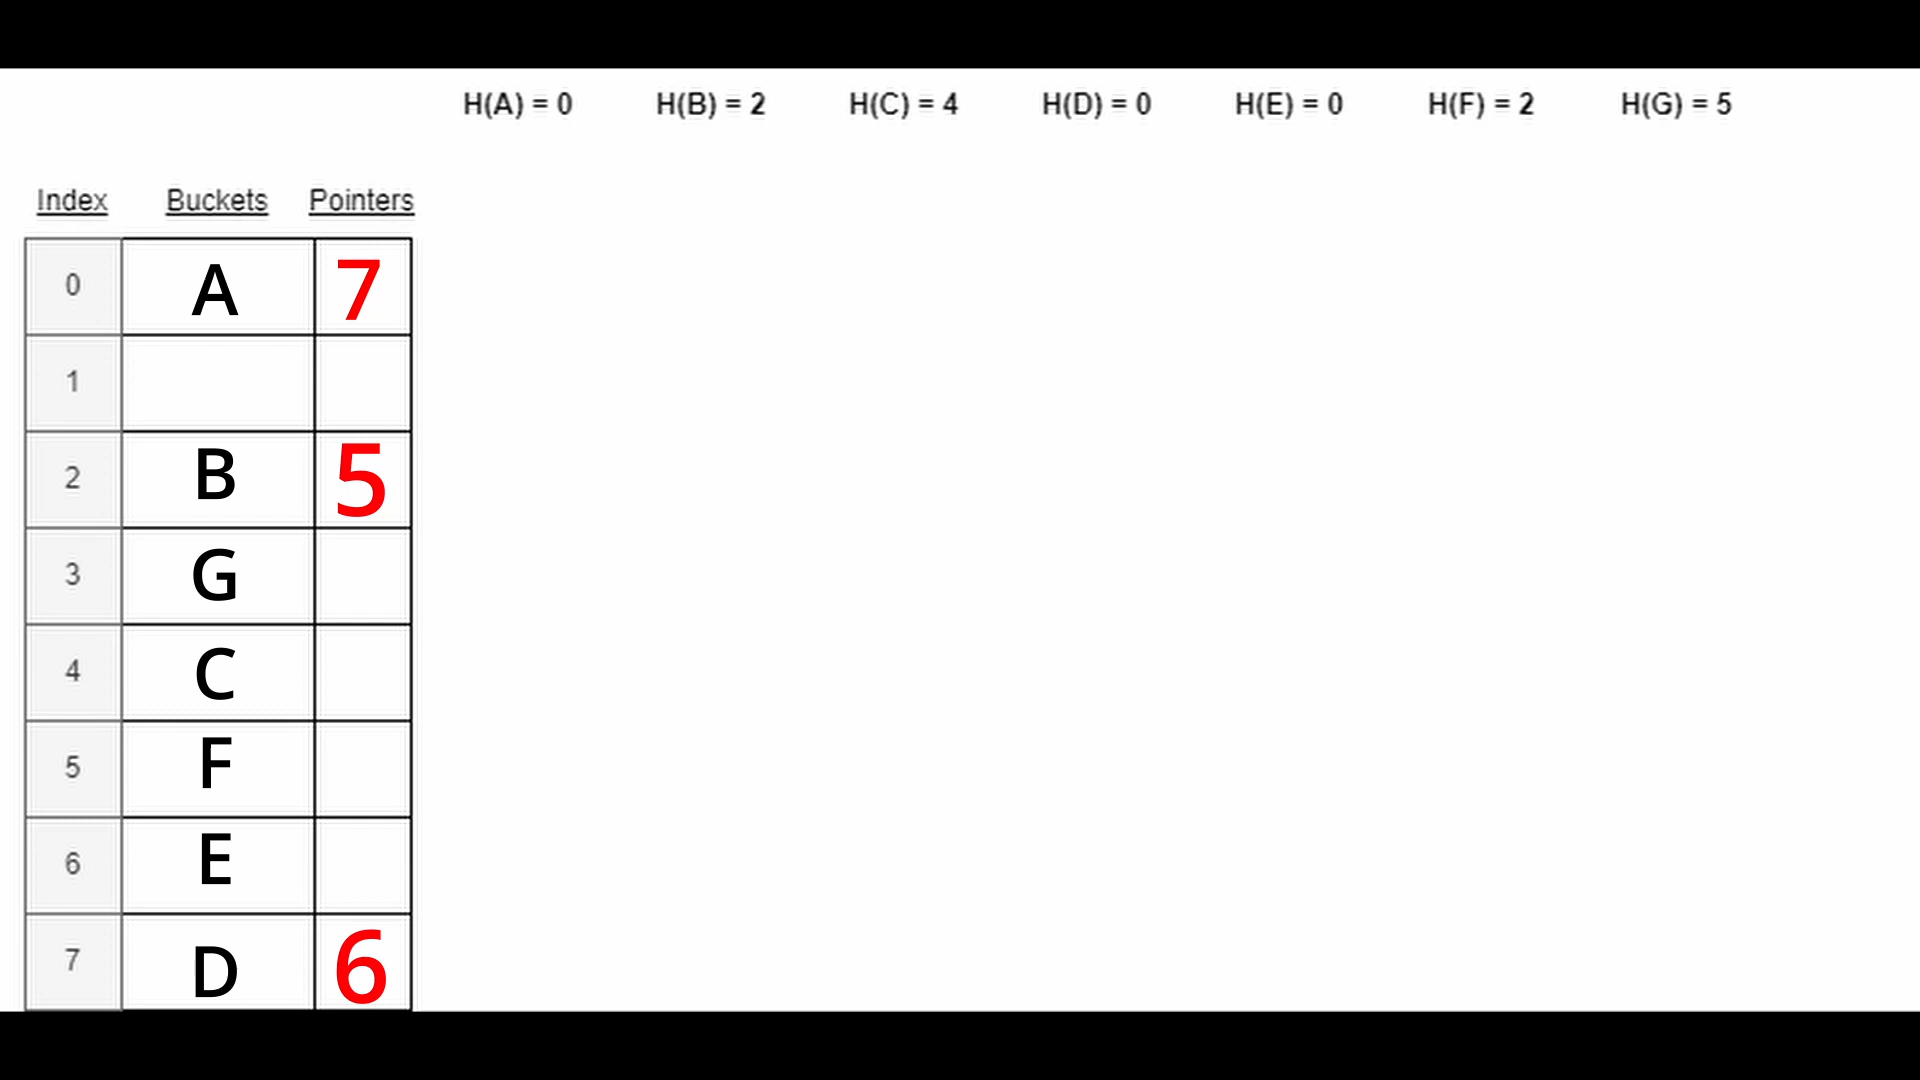 H(A) = 0 H(B) = 2 H(C) = 4 H(D) = 0 H(E) = 0 H(F) = 2 H(G) = 5
Index Buckets Pointers
0 A 7
1
2 B 5
3 G
4 C
5 F
6 E
7 D 6